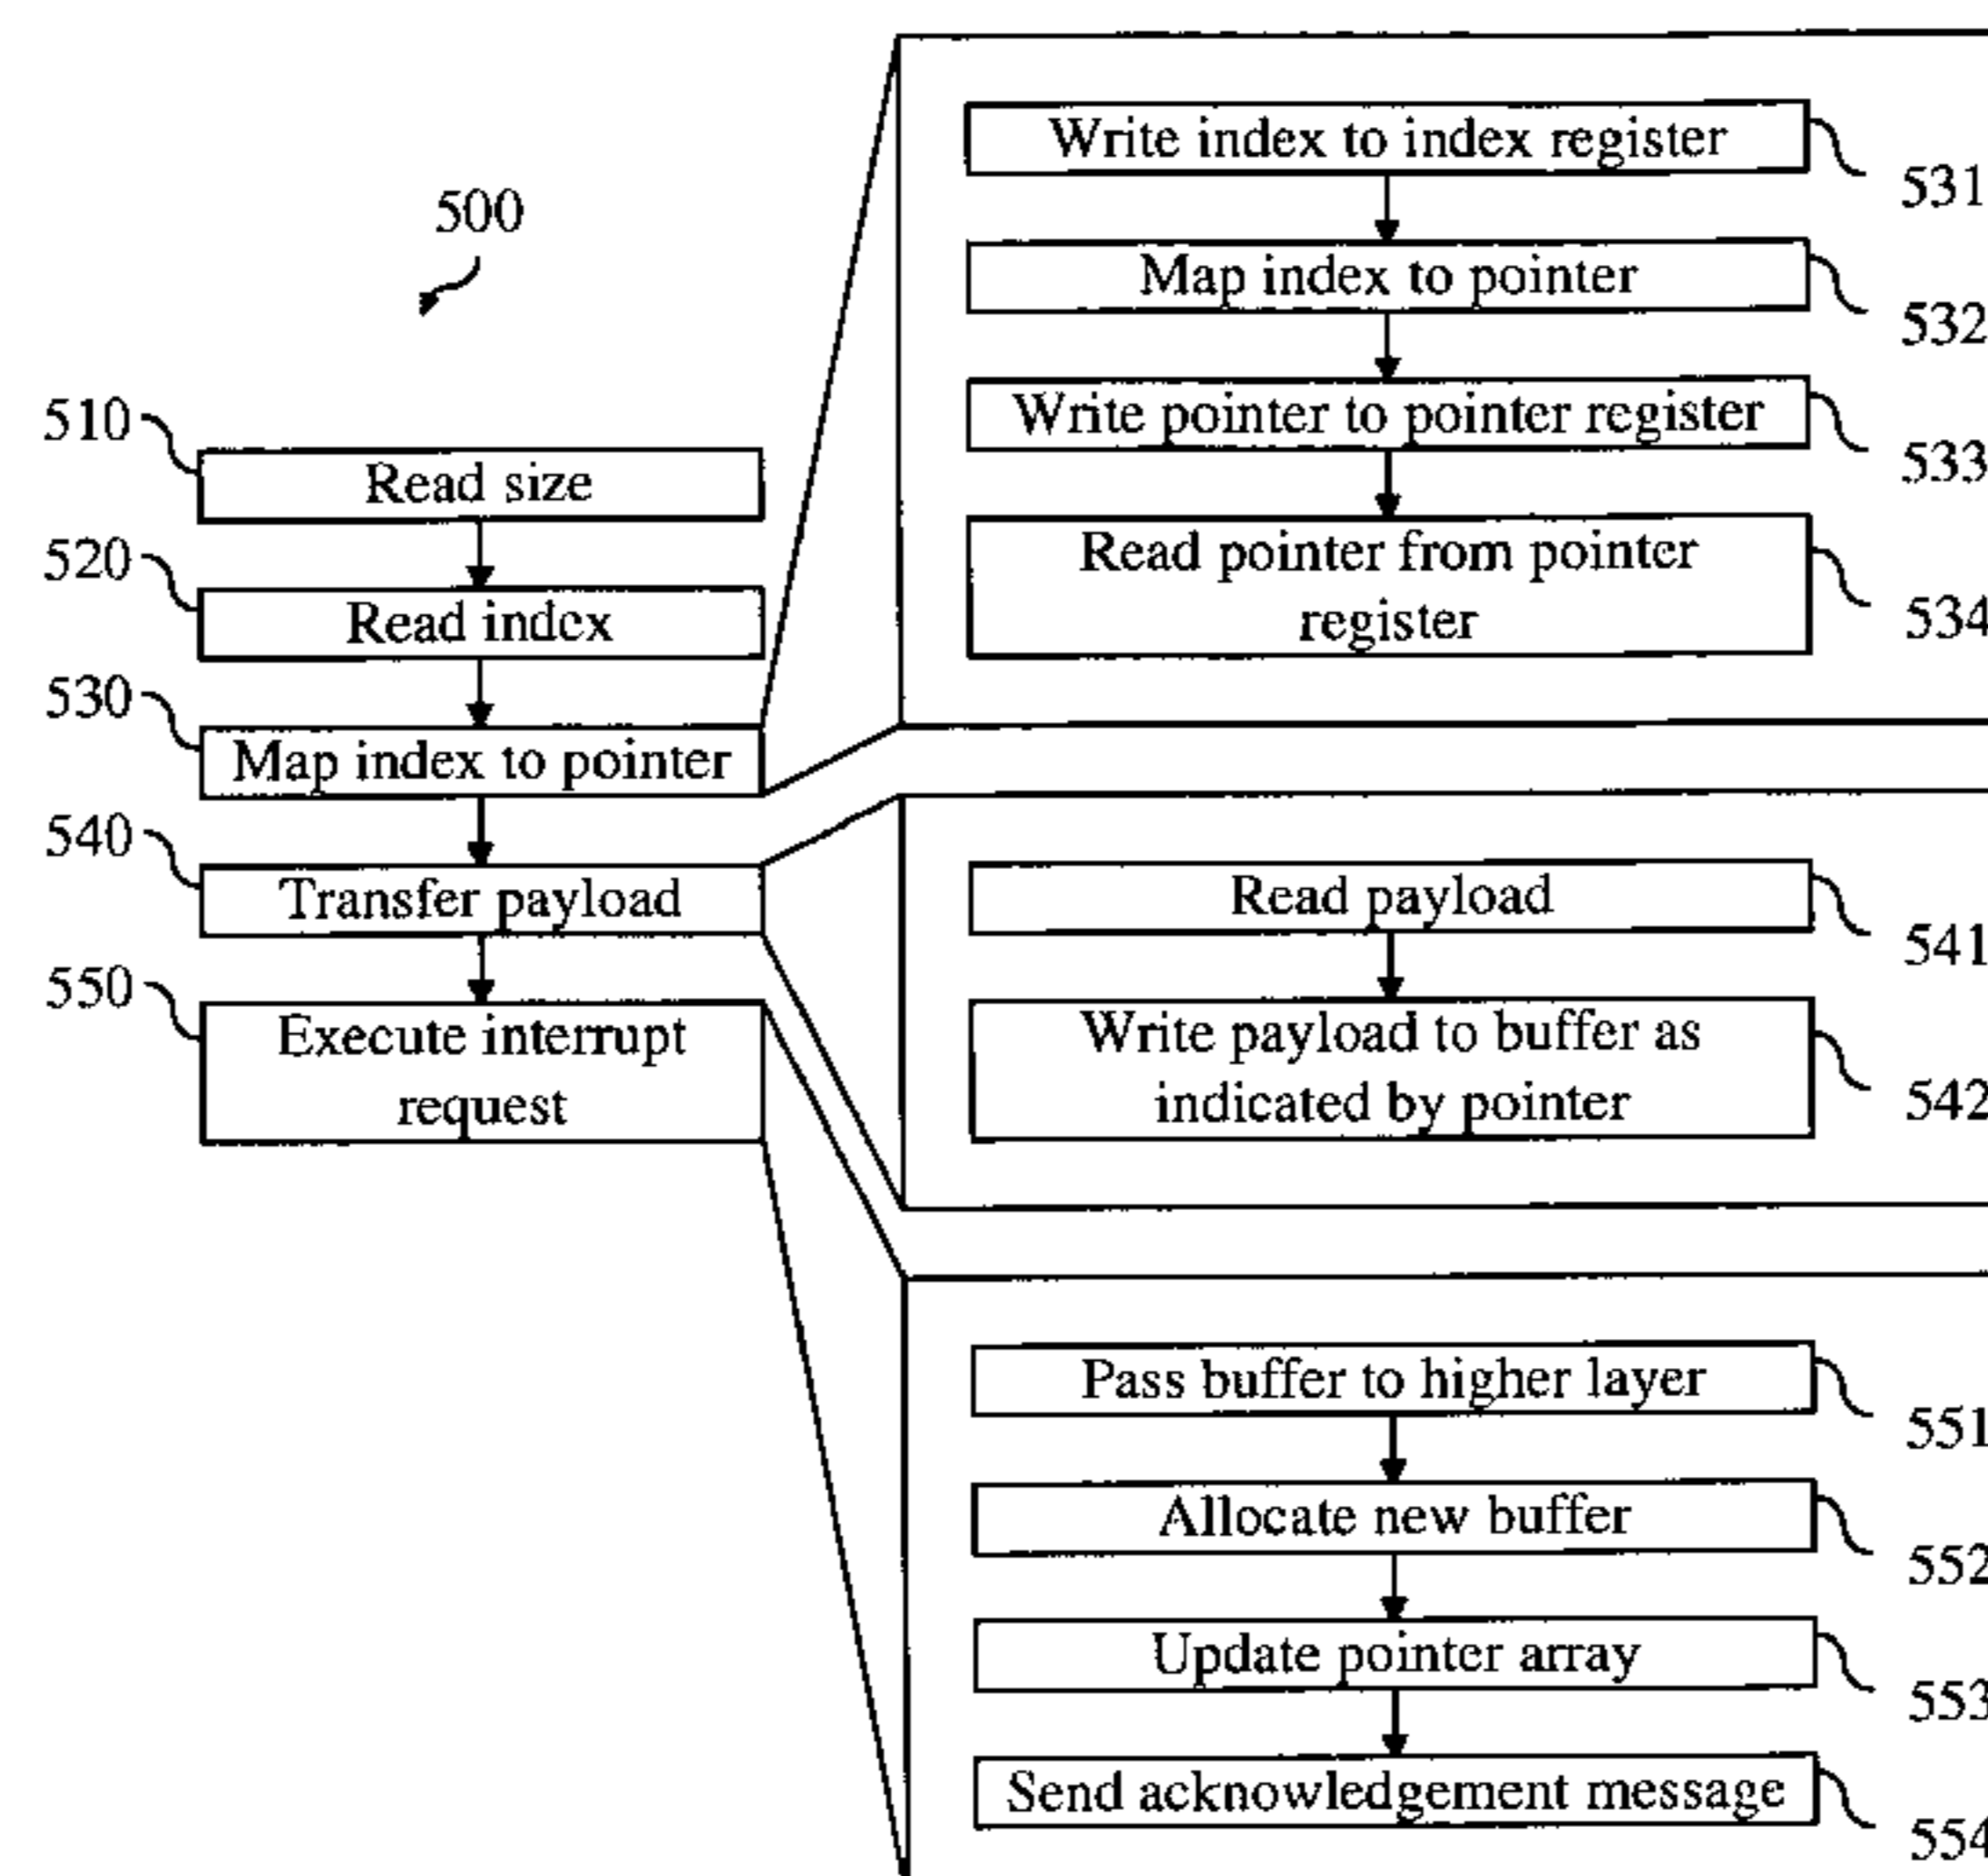 500
510
Read size
520
Read index
530
Map index to pointer
540
Transfer payload
550
Execute interrupt
request
Write index to index register
531
Map index to pointer
532
Write pointer to pointer register
533
Read pointer from pointer
register
534
Read payload
541
Write payload to buffer as
indicated by pointer
542
Pass buffer to higher layer
551
Allocate new buffer
552
Update pointer array
553
Send acknowledgement message
554